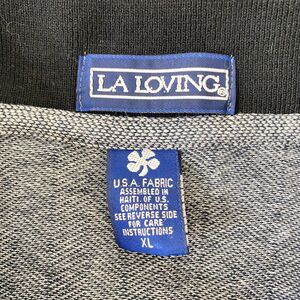 LA LOVING®
U.S.A. FABRIC
ASSEMBLED IN
HAITI. OF U.S.
COMPONENTS
SEE REVERSE SIDE
FOR CARE
INSTRUCTIONS
XL